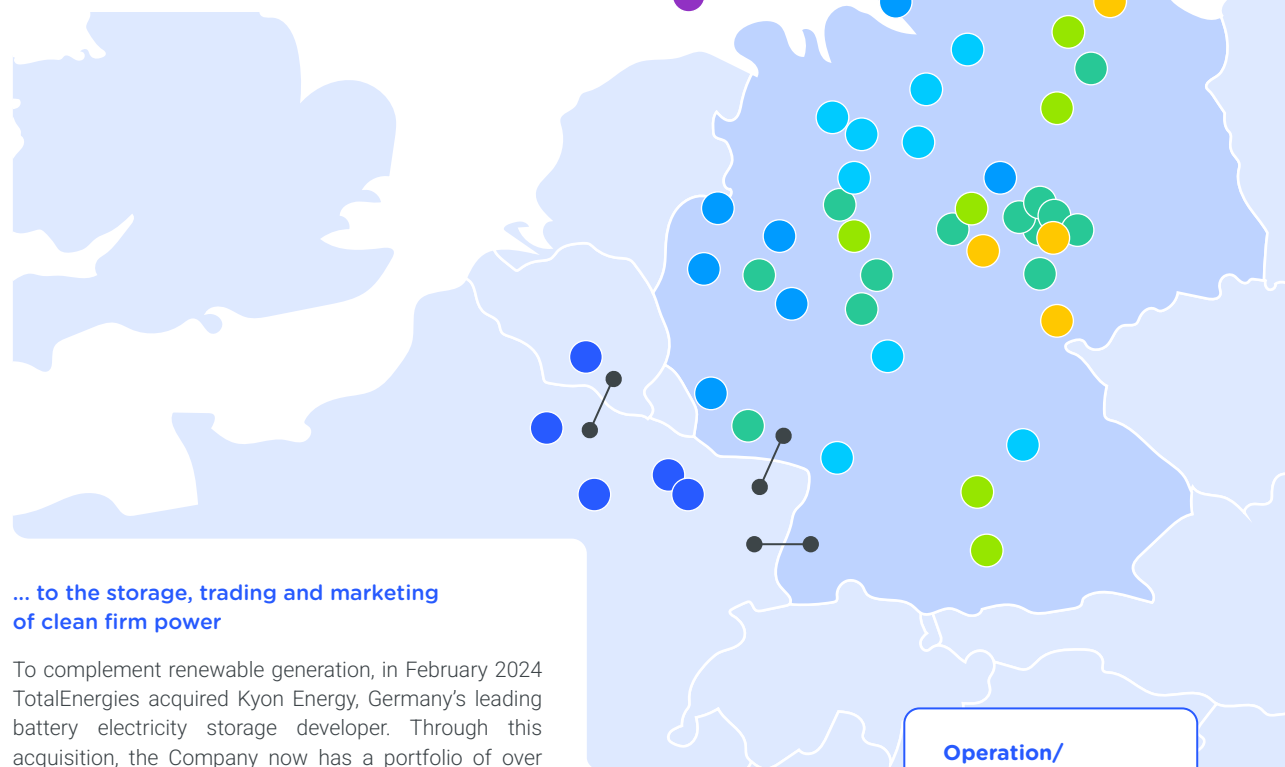 ... to the storage, trading and marketing
of clean firm power
To complement renewable generation, in February 2024
TotalEnergies acquired Kyon Energy, Germany’s leading
battery electricity storage developer. Through this
acquisition, the Company now has a portfolio of over
Operation/